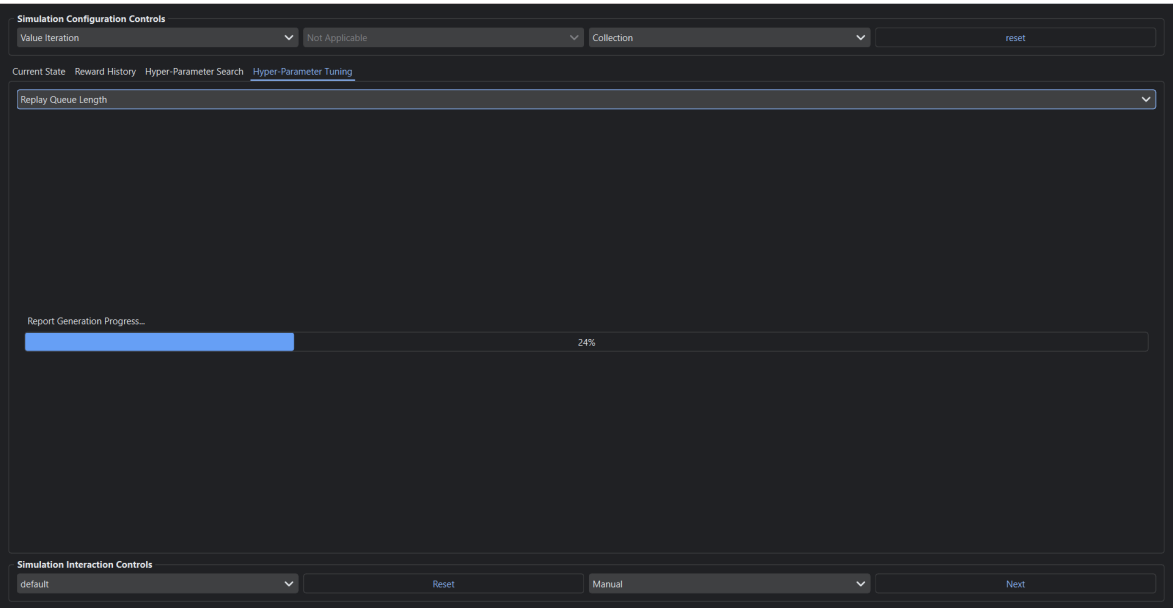 Simulation Configuration Controls
Value Iteration Not Applicable Collection reset
Current State Reward History Hyper-Parameter Search Hyper-Parameter Tuning
Replay Queue Length
Report Generation Progress...
24%
Simulation Interaction Controls
default Reset Manual Next